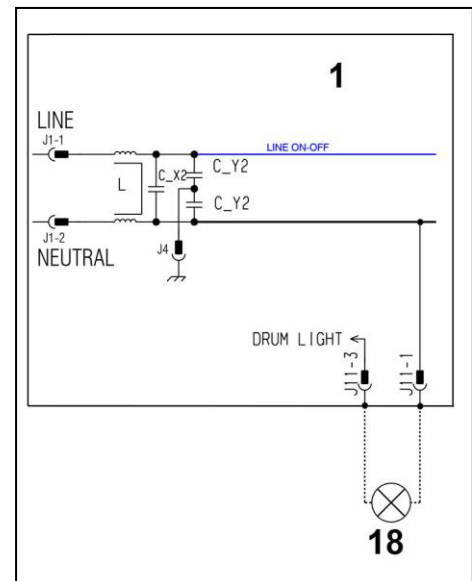 1
LINE
J1-1
LINE ON-OFF
L
C_X2
C_Y2
C_Y2
J1-2
NEUTRAL
J4
DRUM LIGHT
J11-3
J11-1
18